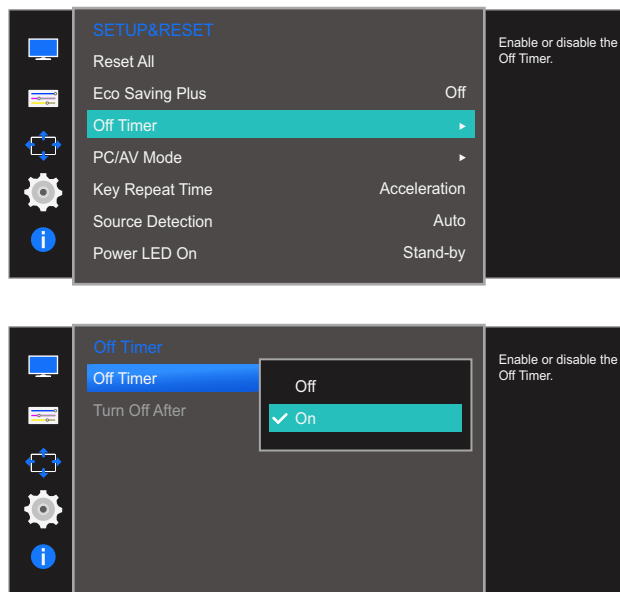 SETUP&RESET
Reset All
Eco Saving Plus Off
Off Timer ▸
PC/AV Mode ▸
Key Repeat Time Acceleration
Source Detection Auto
Power LED On Stand-by
Enable or disable the
Off Timer.
Off Timer
Off Timer
Turn Off After
Off
✓ On
Enable or disable the
Off Timer.